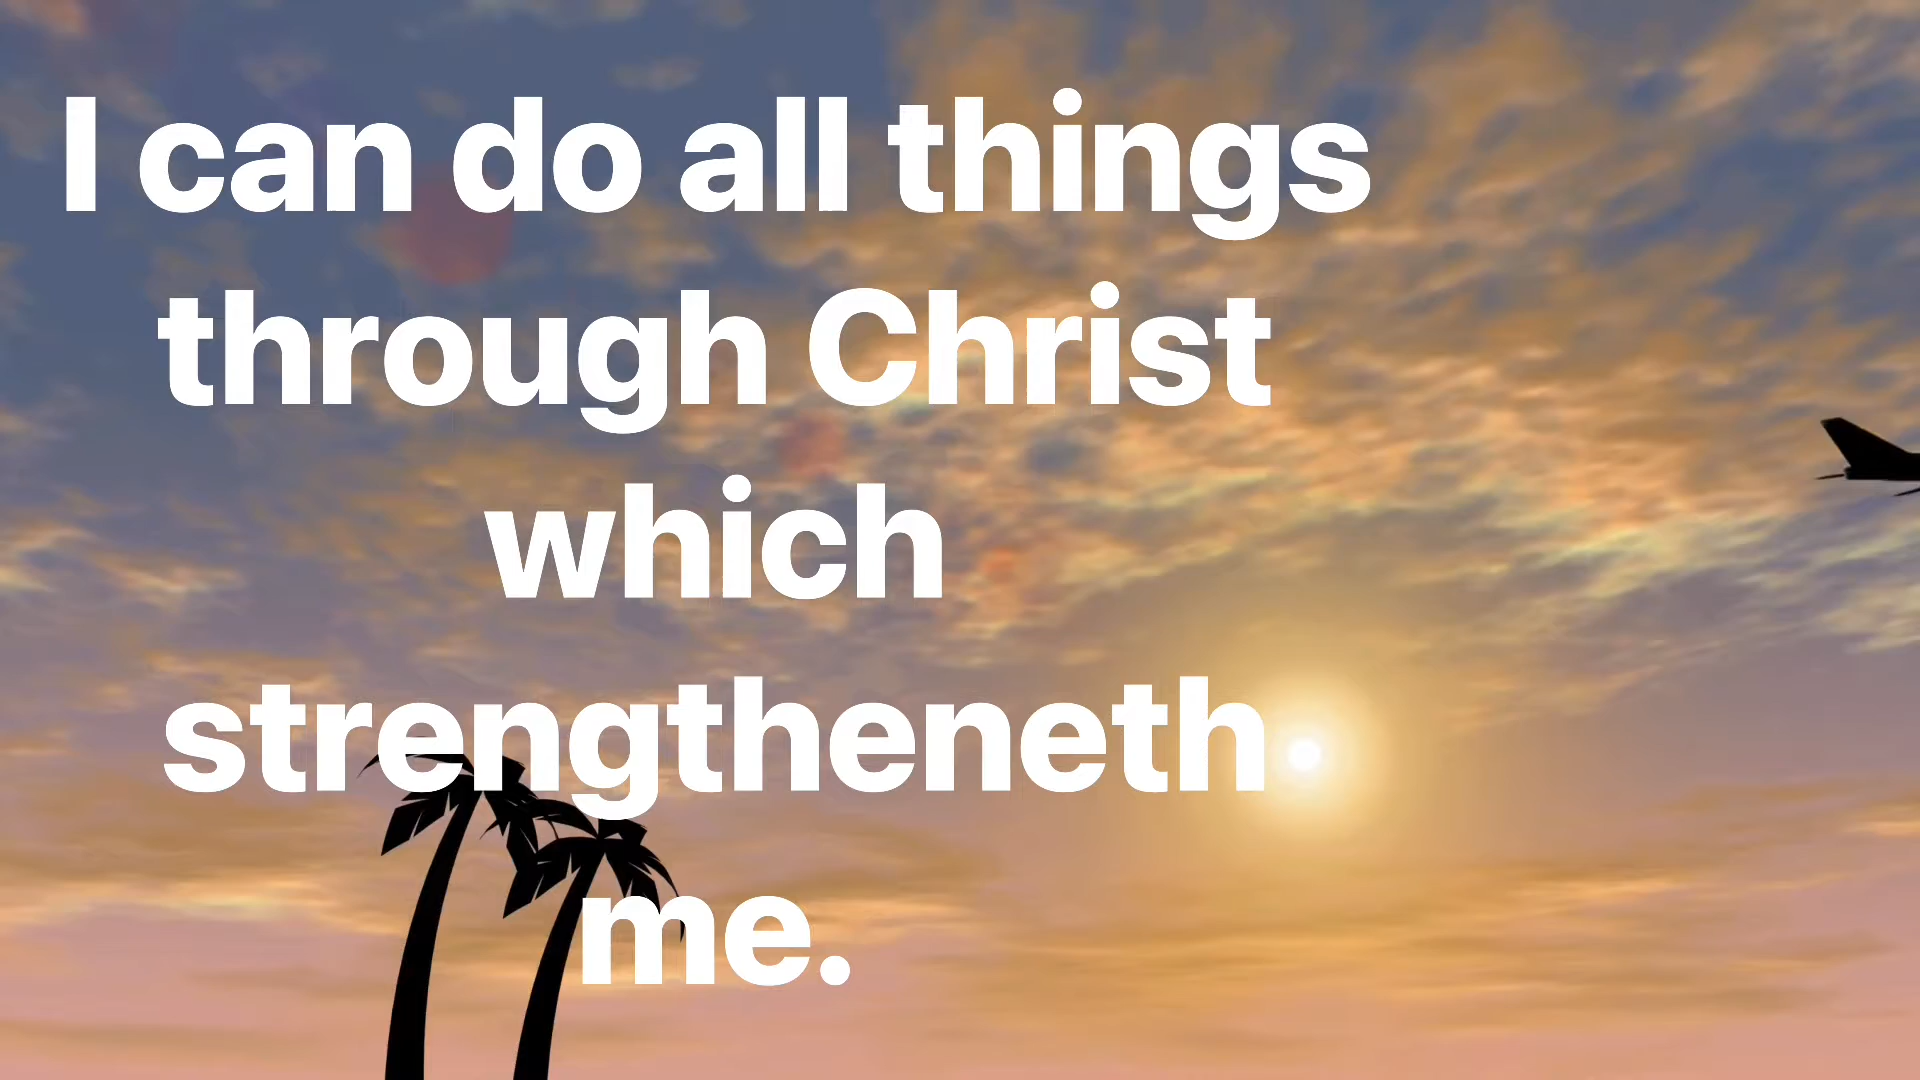 I can do all things
through Christ
which
strengtheneth
me.